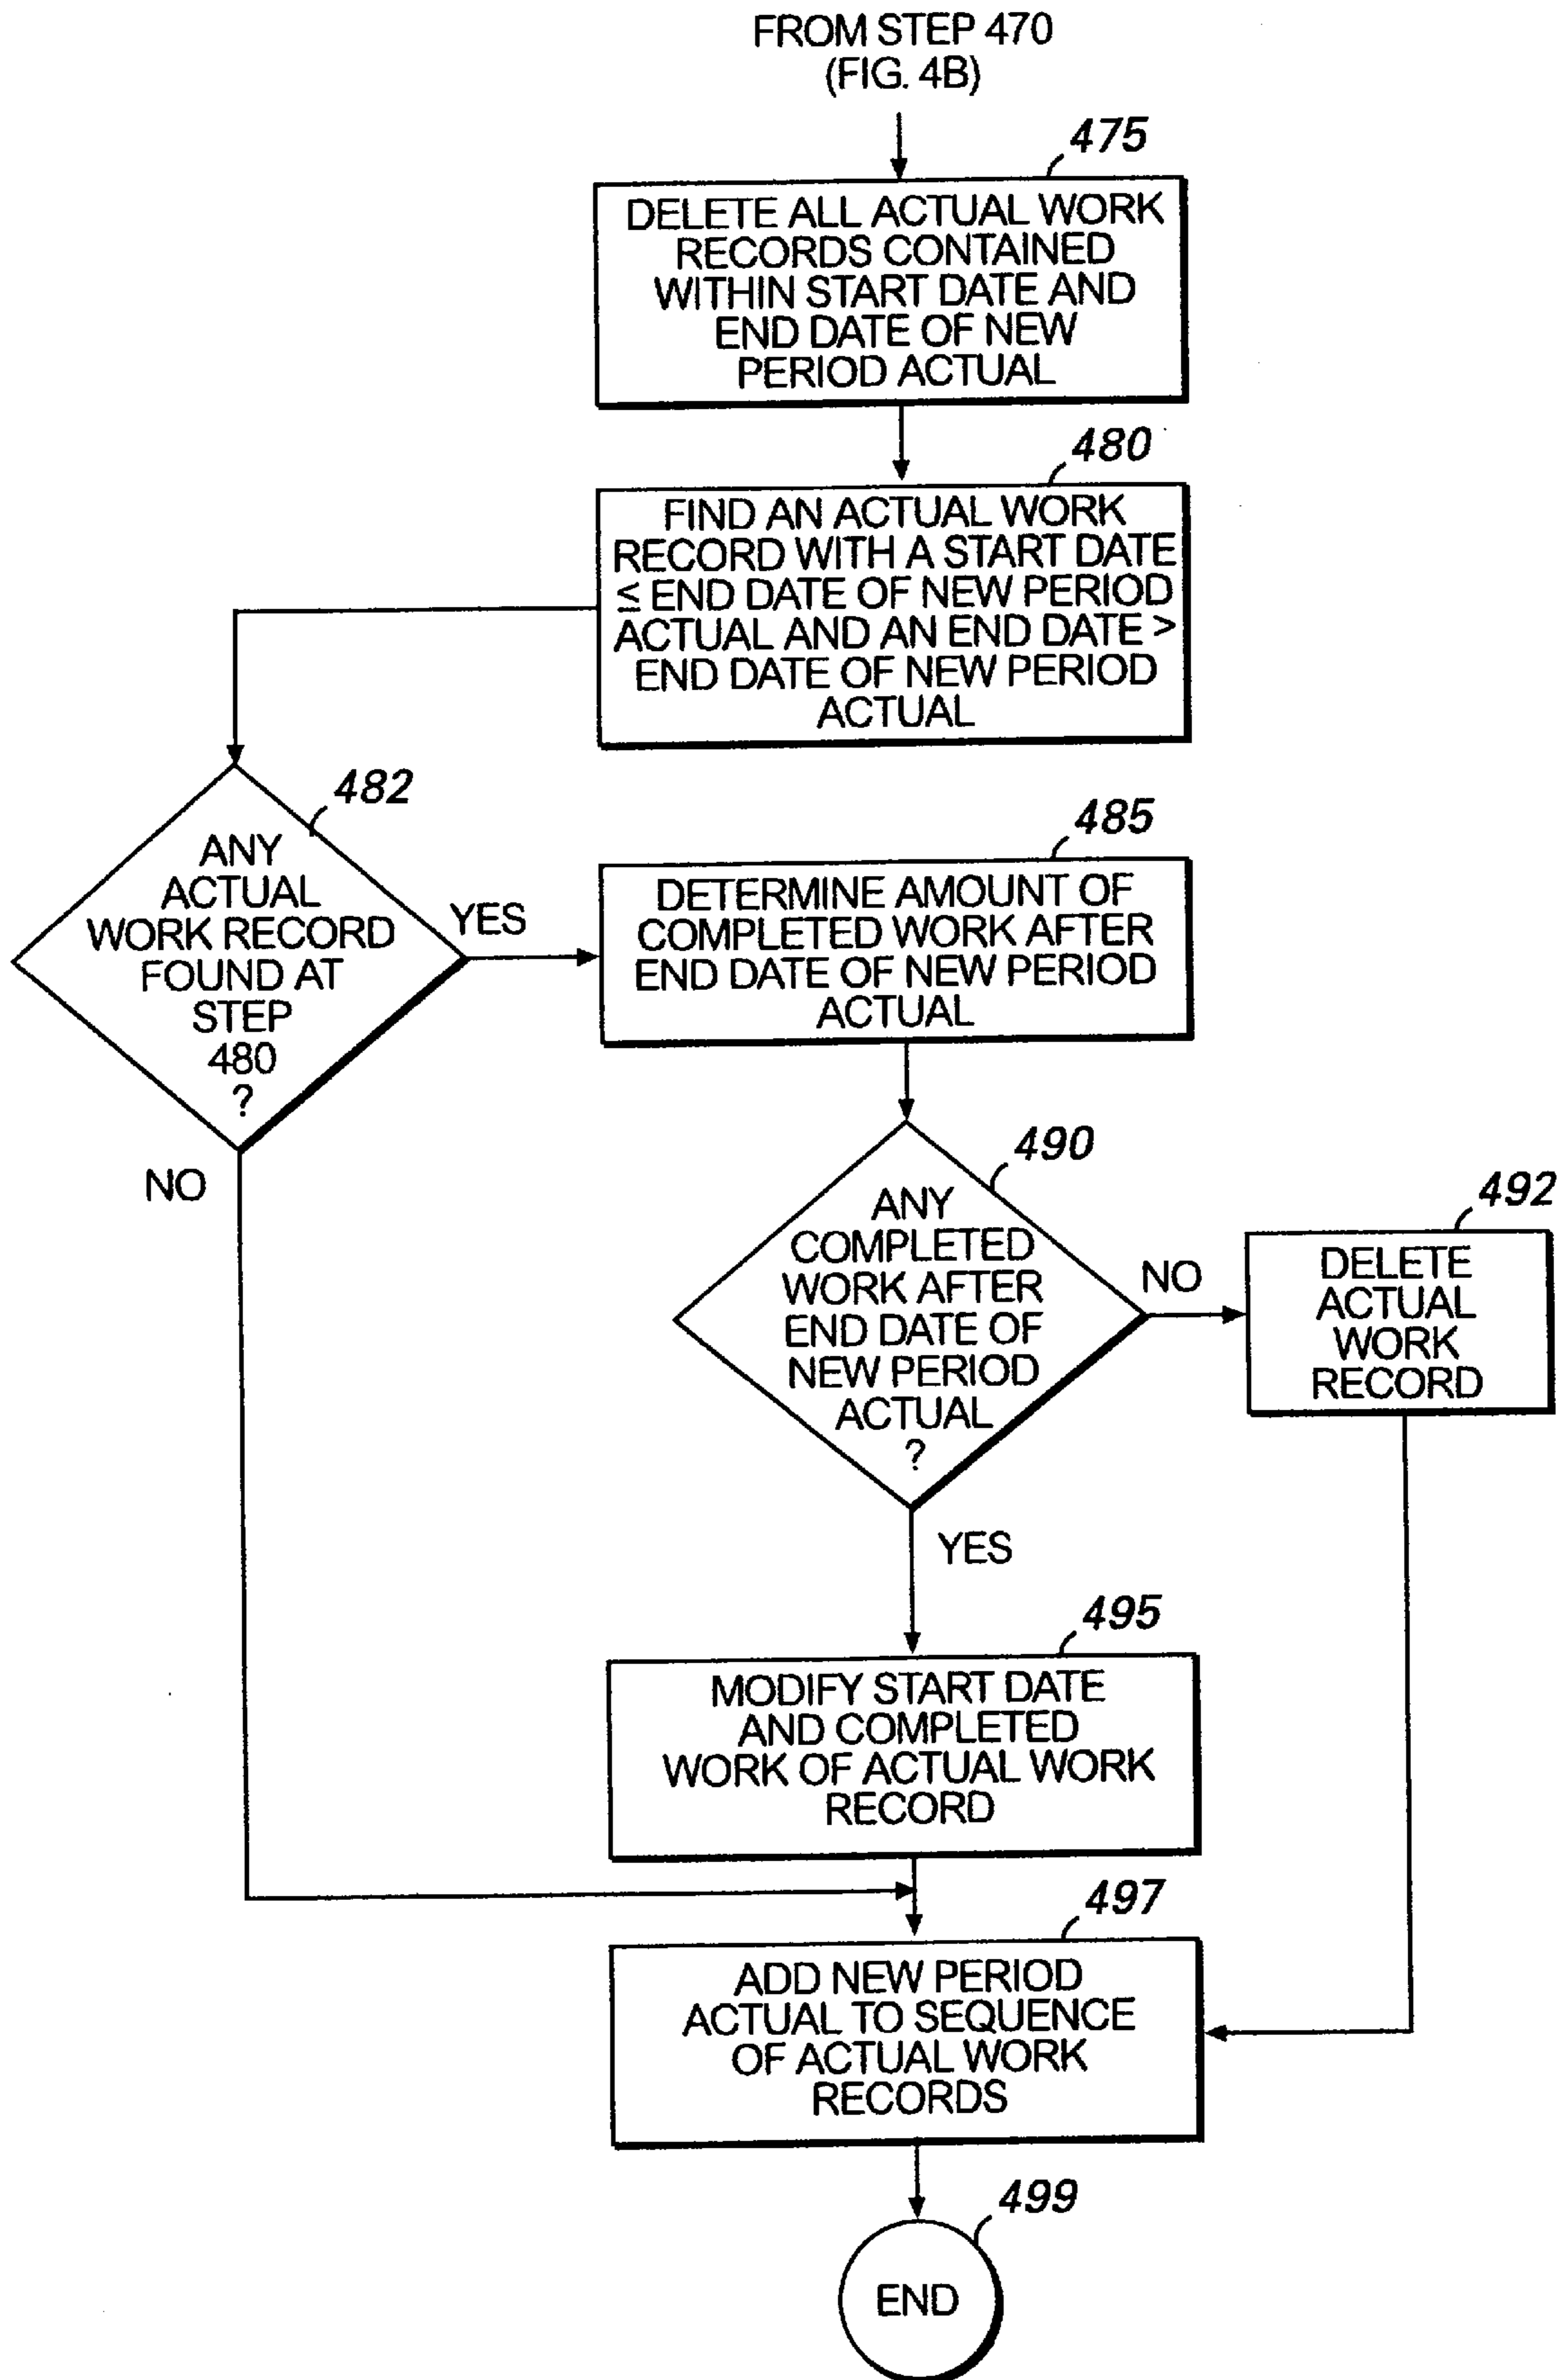 FROM STEP 470
(FIG. 4B)
475
DELETE ALL ACTUAL WORK
RECORDS CONTAINED
WITHIN START DATE AND
END DATE OF NEW
PERIOD ACTUAL
480
FIND AN ACTUAL WORK
RECORD WITH A START DATE
≤ END DATE OF NEW PERIOD
ACTUAL AND AN END DATE >
END DATE OF NEW PERIOD
ACTUAL
482
ANY
ACTUAL
WORK RECORD
FOUND AT
STEP
480
?
YES
NO
485
DETERMINE AMOUNT OF
COMPLETED WORK AFTER
END DATE OF NEW PERIOD
ACTUAL
490
ANY
COMPLETED
WORK AFTER
END DATE OF
NEW PERIOD
ACTUAL
?
NO
492
DELETE
ACTUAL
WORK
RECORD
YES
495
MODIFY START DATE
AND COMPLETED
WORK OF ACTUAL WORK
RECORD
497
ADD NEW PERIOD
ACTUAL TO SEQUENCE
OF ACTUAL WORK
RECORDS
499
END